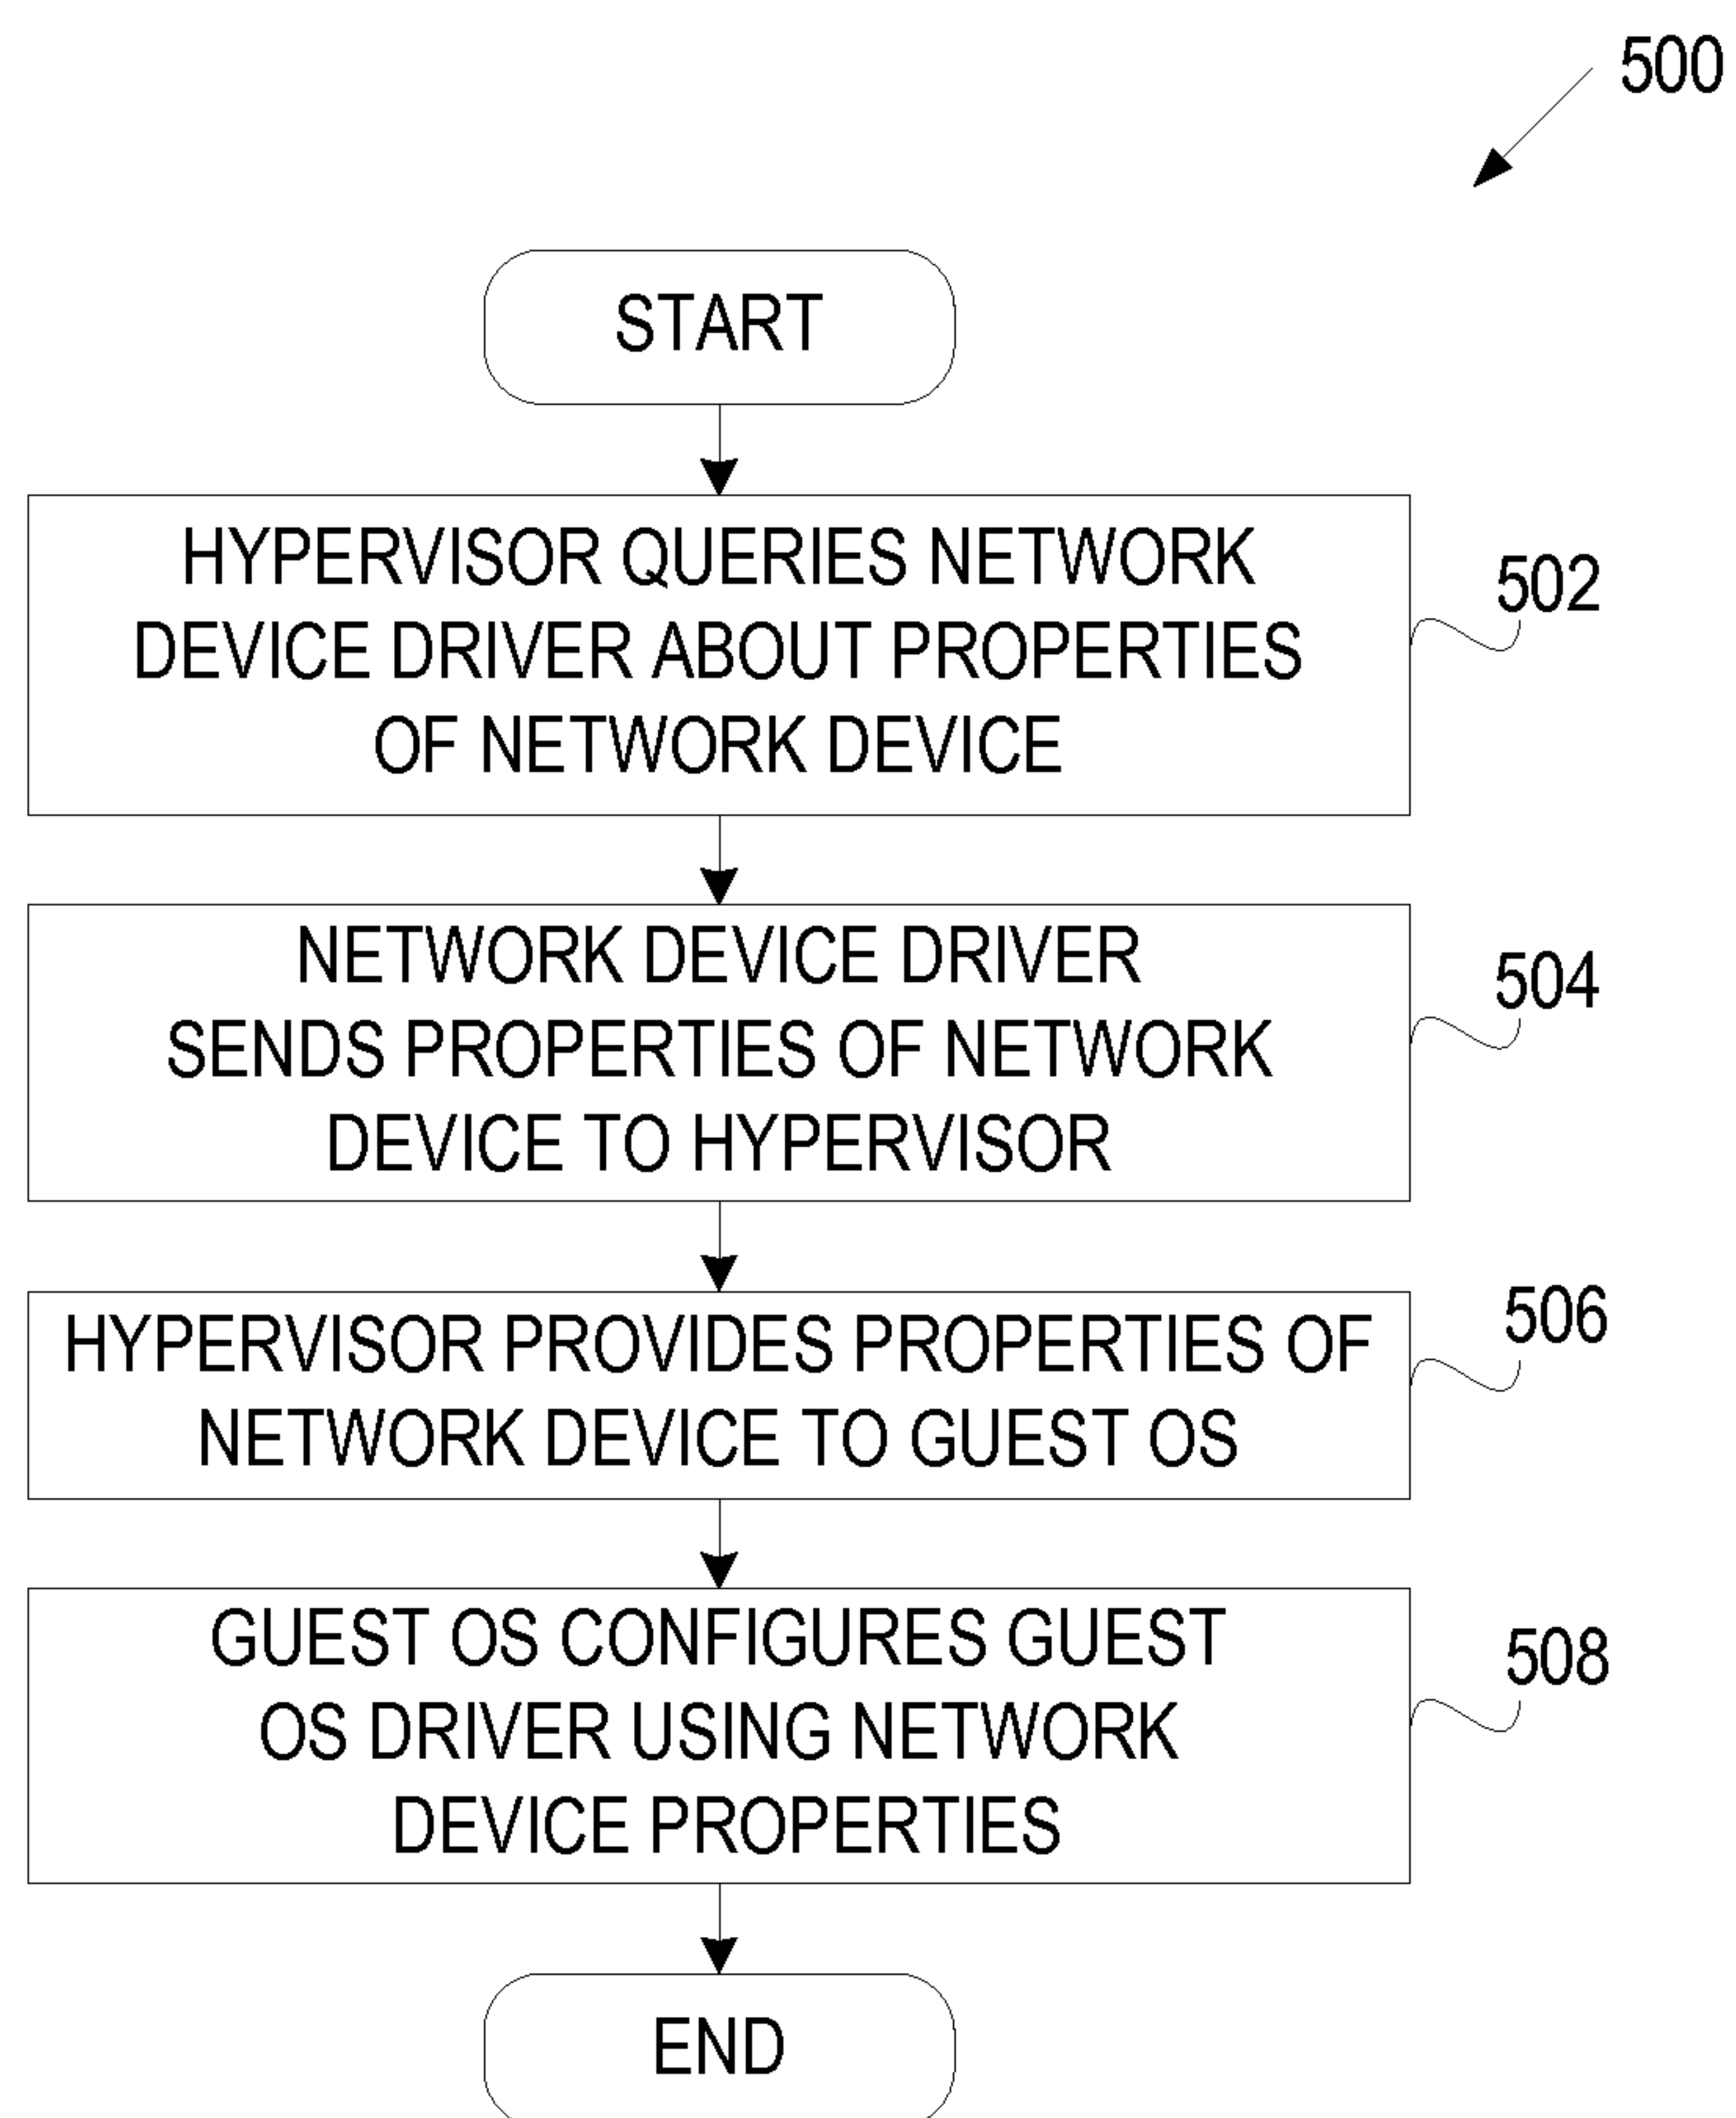 500
START
HYPERVISOR QUERIES NETWORK
DEVICE DRIVER ABOUT PROPERTIES
OF NETWORK DEVICE
502
NETWORK DEVICE DRIVER
SENDS PROPERTIES OF NETWORK
DEVICE TO HYPERVISOR
504
HYPERVISOR PROVIDES PROPERTIES OF
NETWORK DEVICE TO GUEST OS
506
GUEST OS CONFIGURES GUEST
OS DRIVER USING NETWORK
DEVICE PROPERTIES
508
END